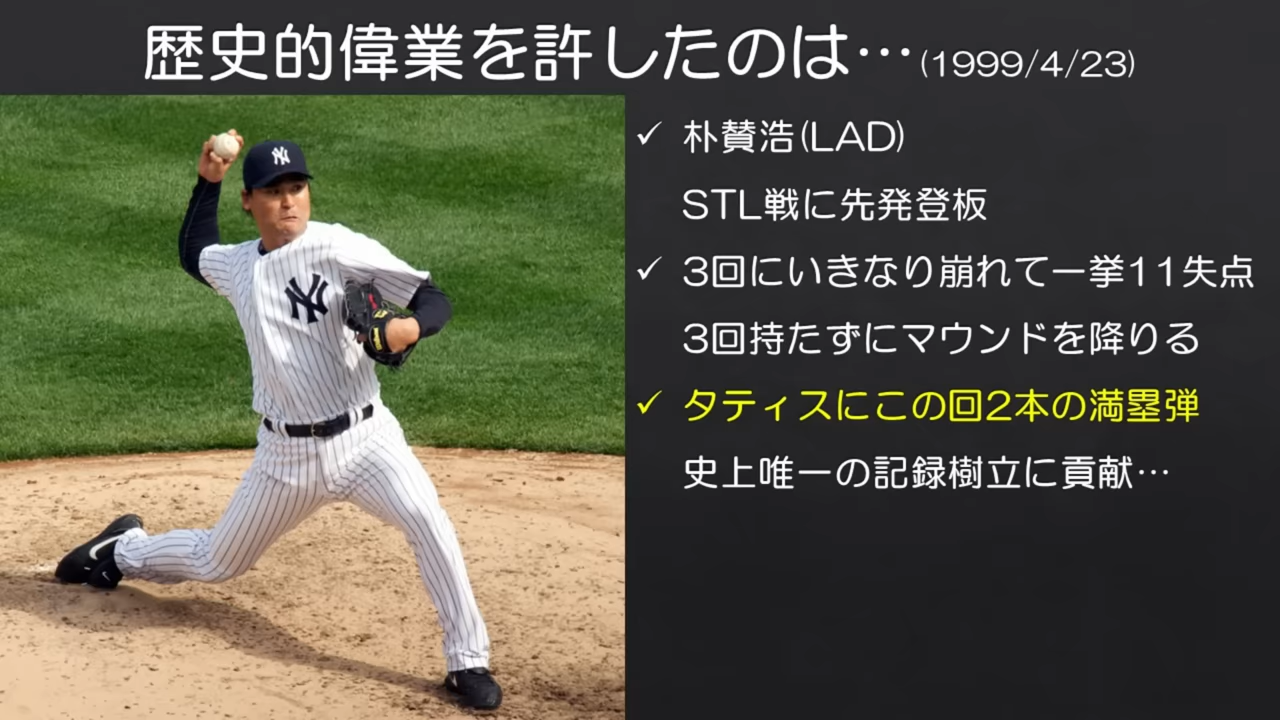 歴史的偉業を許したのは…(1999/4/23)
✓ 朴賛浩(LAD)
STL戦に先発登板
✓ 3回にいきなり崩れて一挙11失点
3回持たずにマウンドを降りる
✓ タティスにこの回2本の満塁弾
史上唯一の記録樹立に貢献…
NY
NY